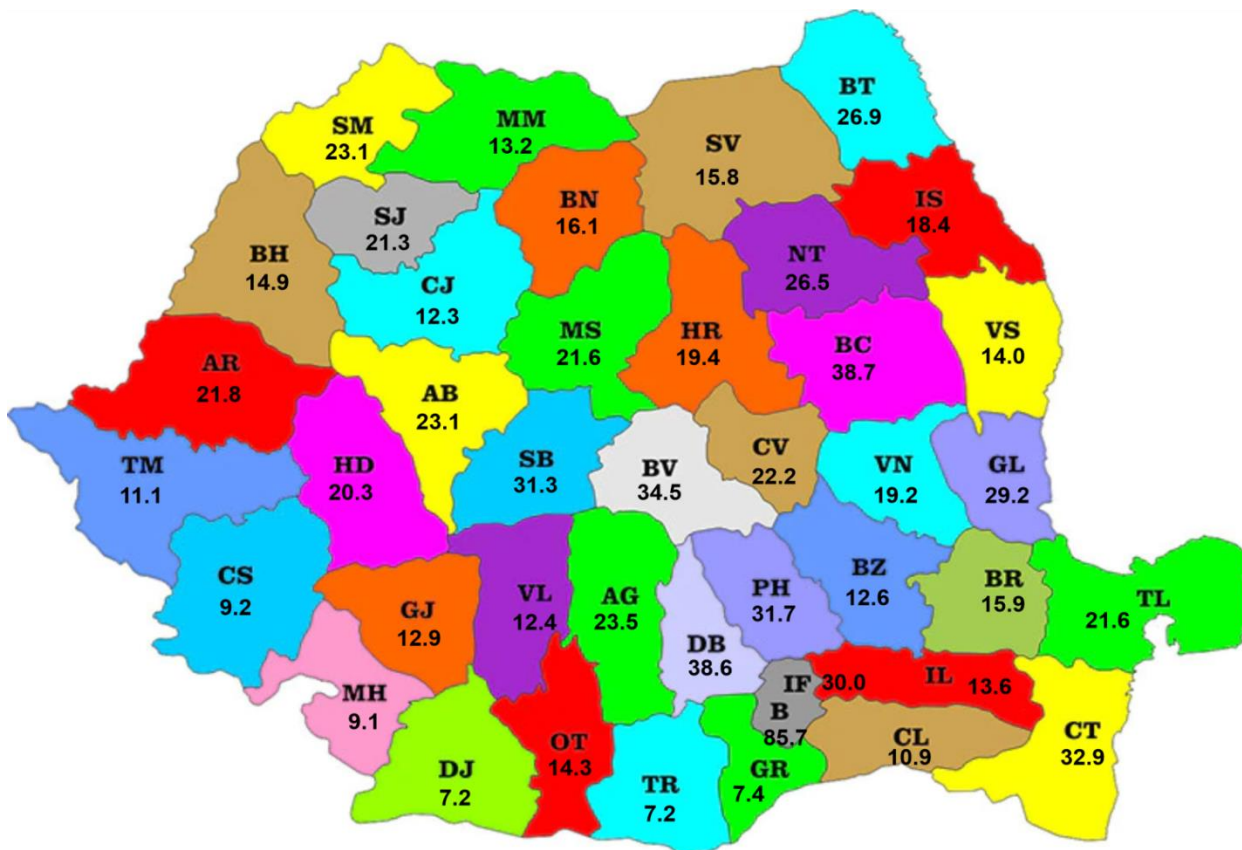 BT
26.9
SM
23.1
MM
13.2
SV
15.8
BN
16.1
IS
18.4
SJ
21.3
NT
26.5
BH
14.9
CJ
12.3
MS
21.6
HR
19.4
BC
38.7
VS
14.0
AR
21.8
AB
23.1
TM
11.1
HD
20.3
SB
31.3
BV
34.5
CV
22.2
VN
19.2
GL
29.2
CS
9.2
GJ
12.9
VL
12.4
AG
23.5
DB
38.6
PH
31.7
BZ
12.6
BR
15.9
TL
21.6
MH
9.1
IF 30.0
B
85.7
IL 13.6
CT
32.9
DJ
7.2
OT
14.3
TR
7.2
GR
7.4
CL
10.9